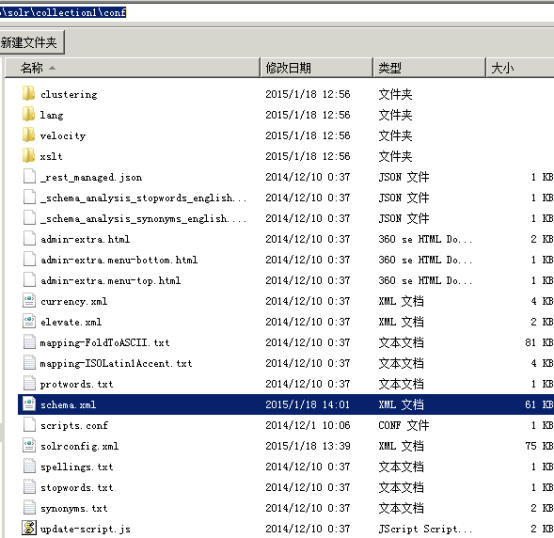 \solr\collection1\conf
新建文件夹
名称 修改日期 类型 大小
clustering 2015/1/18 12:56 文件夹
lang 2015/1/18 12:56 文件夹
velocity 2015/1/18 12:56 文件夹
xslt 2015/1/18 12:56 文件夹
_rest_managed.json 2014/12/10 0:37 JSON 文件 1 KB
_schema_analysis_stopwords_english... 2014/12/10 0:37 JSON 文件 1 KB
_schema_analysis_synonyms_english.... 2014/12/10 0:37 JSON 文件 1 KB
admin-extra.html 2014/12/10 0:37 360 se HTML Do... 2 KB
admin-extra.menu-bottom.html 2014/12/10 0:37 360 se HTML Do... 1 KB
admin-extra.menu-top.html 2014/12/10 0:37 360 se HTML Do... 1 KB
currency.xml 2014/12/10 0:37 XML 文档 4 KB
elevate.xml 2014/12/10 0:37 XML 文档 2 KB
mapping-FoldToASCII.txt 2014/12/10 0:37 文本文档 81 KB
mapping-ISOLatin1Accent.txt 2014/12/10 0:37 文本文档 4 KB
protwords.txt 2014/12/10 0:37 文本文档 1 KB
schema.xml 2015/1/18 14:01 XML 文档 61 KB
scripts.conf 2014/12/1 10:06 CONF 文件 1 KB
solrconfig.xml 2015/1/18 13:39 XML 文档 75 KB
spellings.txt 2014/12/10 0:37 文本文档 1 KB
stopwords.txt 2014/12/10 0:37 文本文档 1 KB
synonyms.txt 2014/12/10 0:37 文本文档 2 KB
update-script.js 2014/12/10 0:37 JScript Script... 2 KB